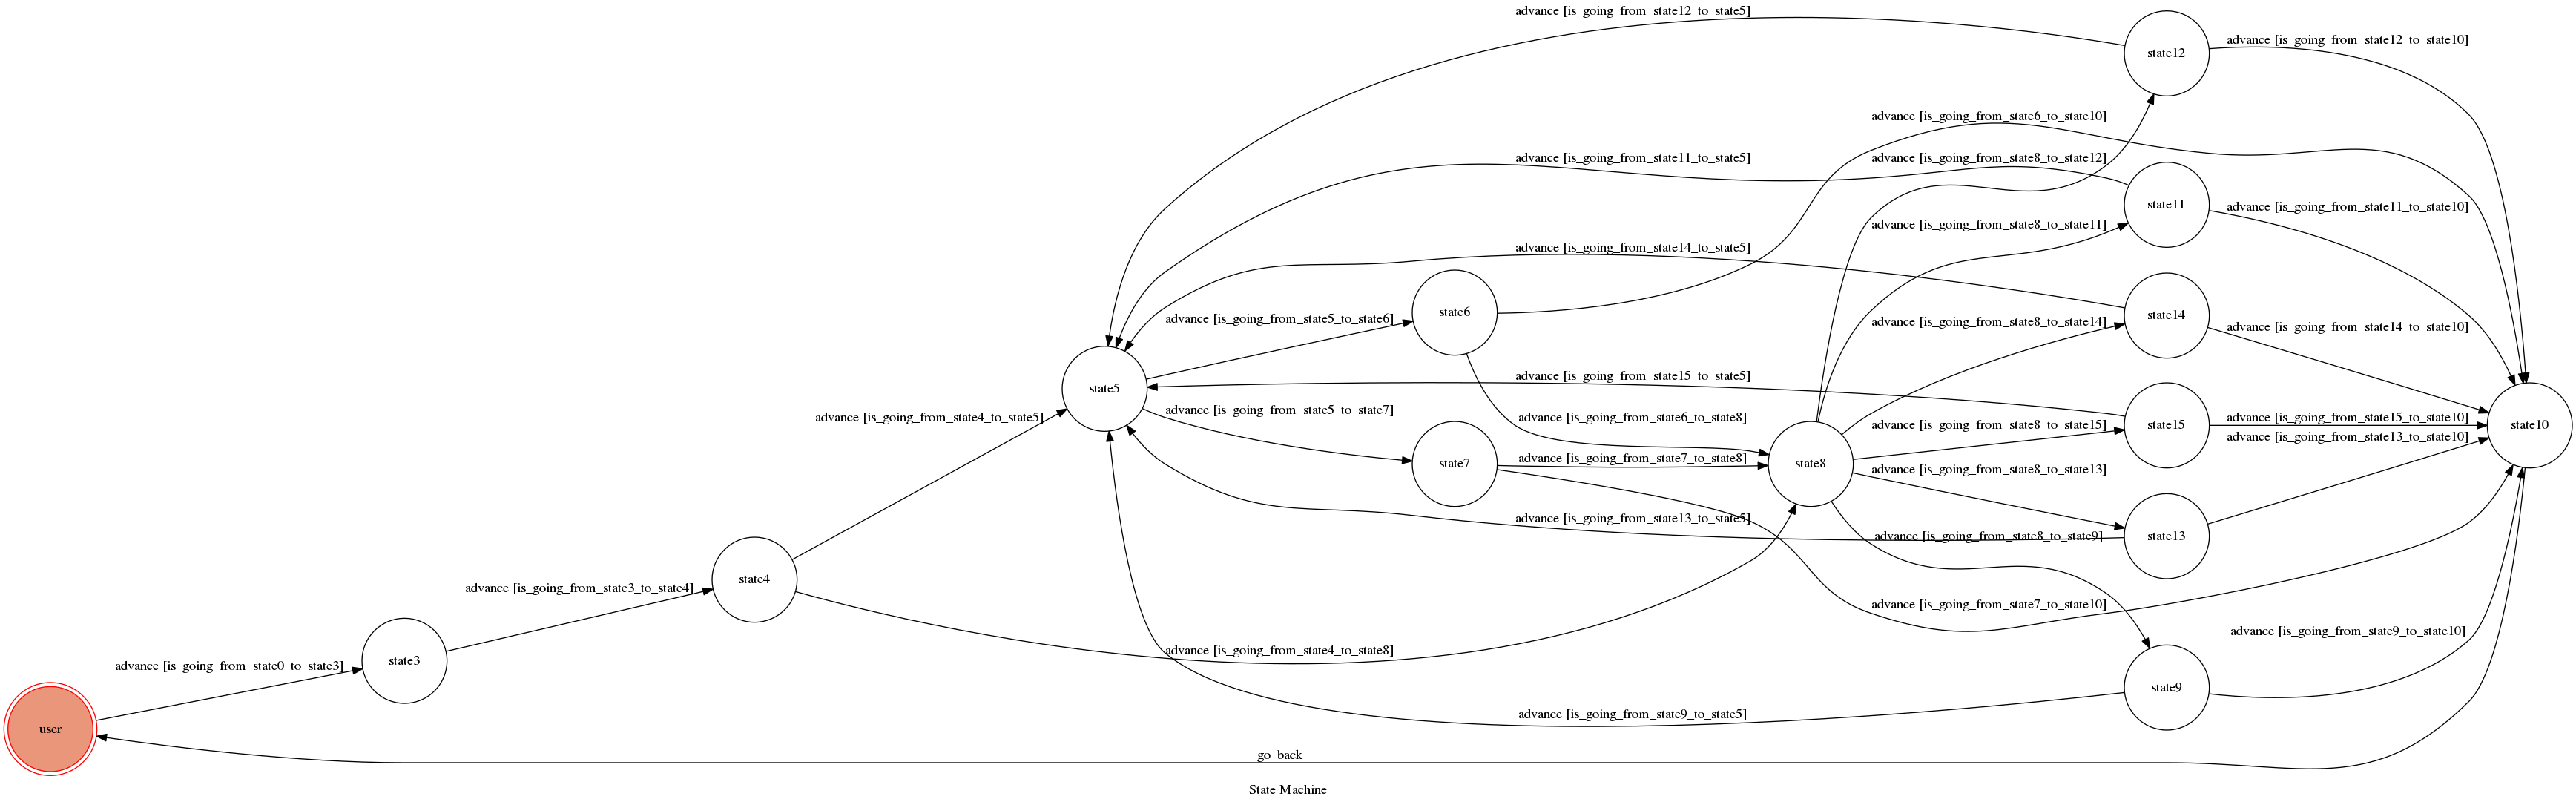 advance [is_going_from_state12_to_state5]
advance [is_going_from_state12_to_state10]
state12
advance [is_going_from_state6_to_state10]
advance [is_going_from_state11_to_state5]
advance [is_going_from_state8_to_state12]
state11
advance [is_going_from_state11_to_state10]
advance [is_going_from_state8_to_state11]
advance [is_going_from_state14_to_state5]
state6
advance [is_going_from_state5_to_state6]
state14
advance [is_going_from_state8_to_state14]
advance [is_going_from_state14_to_state10]
advance [is_going_from_state15_to_state5]
state5
advance [is_going_from_state5_to_state7]
advance [is_going_from_state4_to_state5]
advance [is_going_from_state6_to_state8]
advance [is_going_from_state8_to_state15]
state15
advance [is_going_from_state15_to_state10]
state10
advance [is_going_from_state13_to_state10]
state7
advance [is_going_from_state7_to_state8]
state8
advance [is_going_from_state8_to_state13]
advance [is_going_from_state13_to_state5]
advance [is_going_from_state8_to_state9]
state13
state4
advance [is_going_from_state3_to_state4]
advance [is_going_from_state7_to_state10]
advance [is_going_from_state9_to_state10]
advance [is_going_from_state4_to_state8]
state3
advance [is_going_from_state0_to_state3]
state9
advance [is_going_from_state9_to_state5]
user
go_back
State Machine